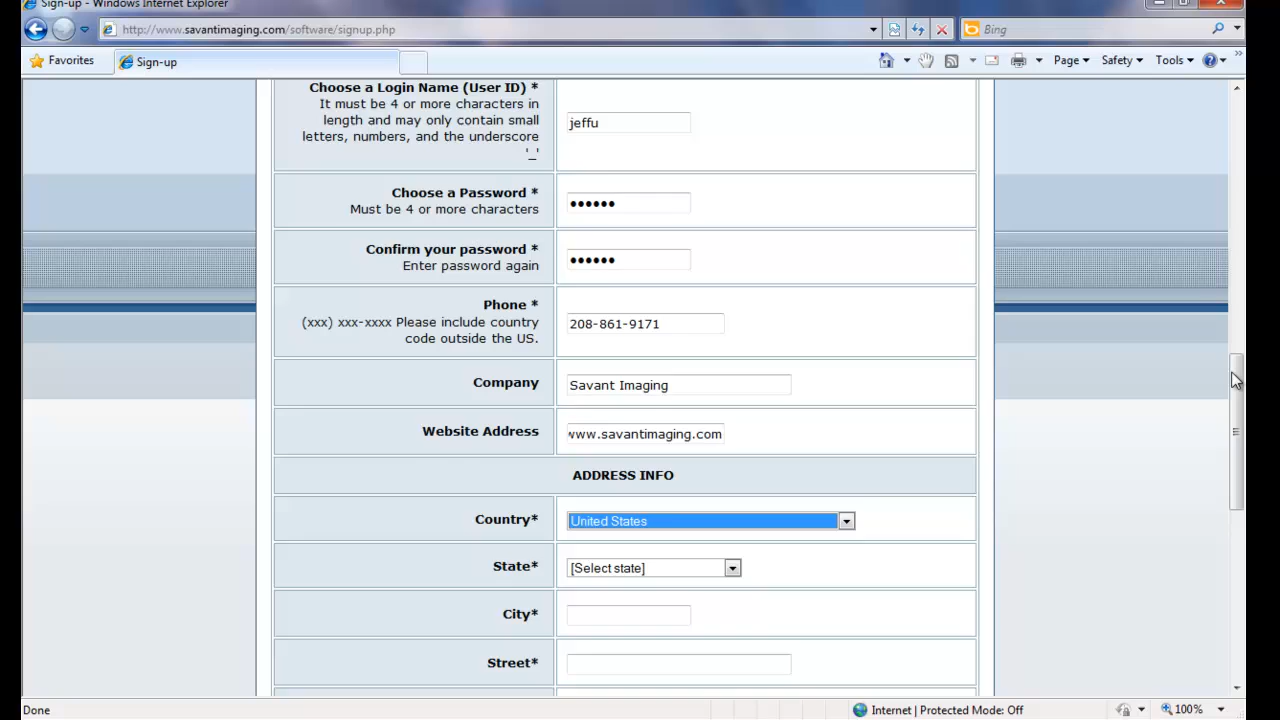 Sign-up - Windows Internet Explorer
http://www.savantimaging.com/software/signup.php
Bing
Favorites
Sign-up
Page
Safety
Tools
Choose a Login Name (User ID) *
It must be 4 or more characters in
length and may only contain small
letters, numbers, and the underscore
'_'
jeffu
Choose a Password *
Must be 4 or more characters
••••••
Confirm your password *
Enter password again
••••••
Phone *
(xxx) xxx-xxxx Please include country
code outside the US.
208-861-9171
Company
Savant Imaging
Website Address
www.savantimaging.com
ADDRESS INFO
Country*
United States
State*
[Select state]
City*
Street*
Done
Internet | Protected Mode: Off
100%